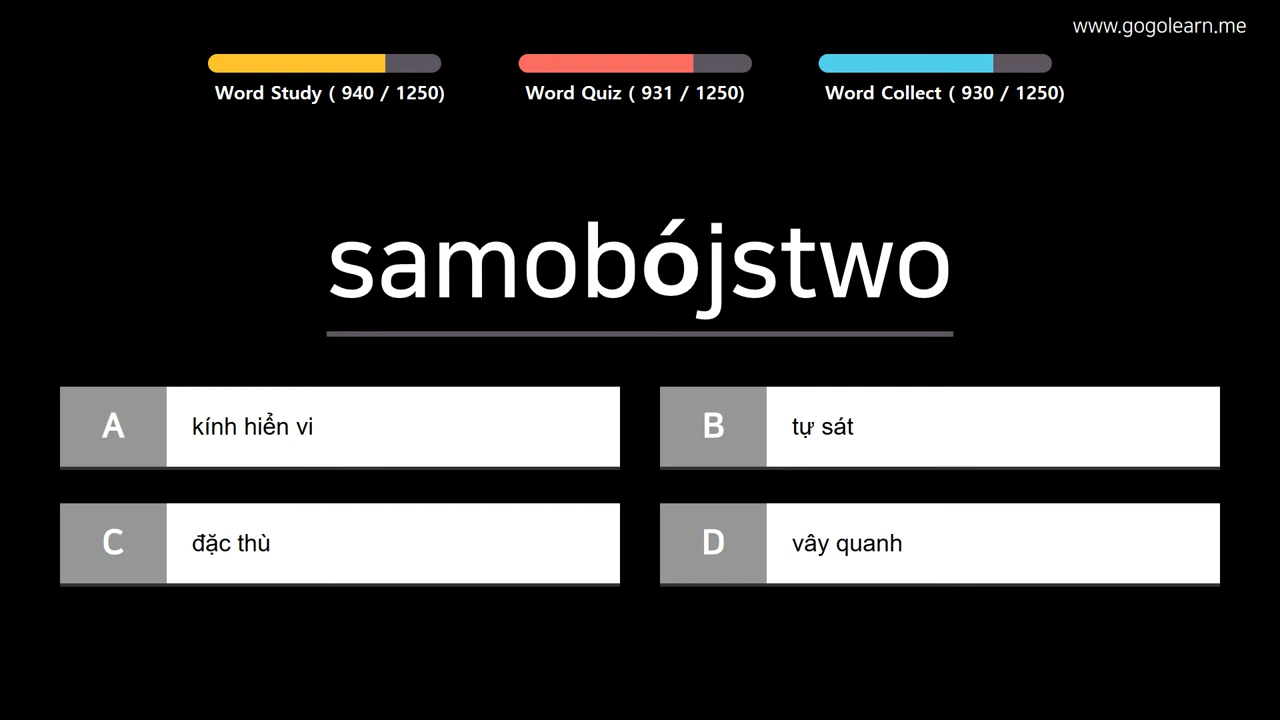 www.gogolearn.me
Word Study ( 940 / 1250)
Word Quiz ( 931 / 1250)
Word Collect ( 930 / 1250)
samobójstwo
A kính hiển vi
B tự sát
C đặc thù
D vây quanh